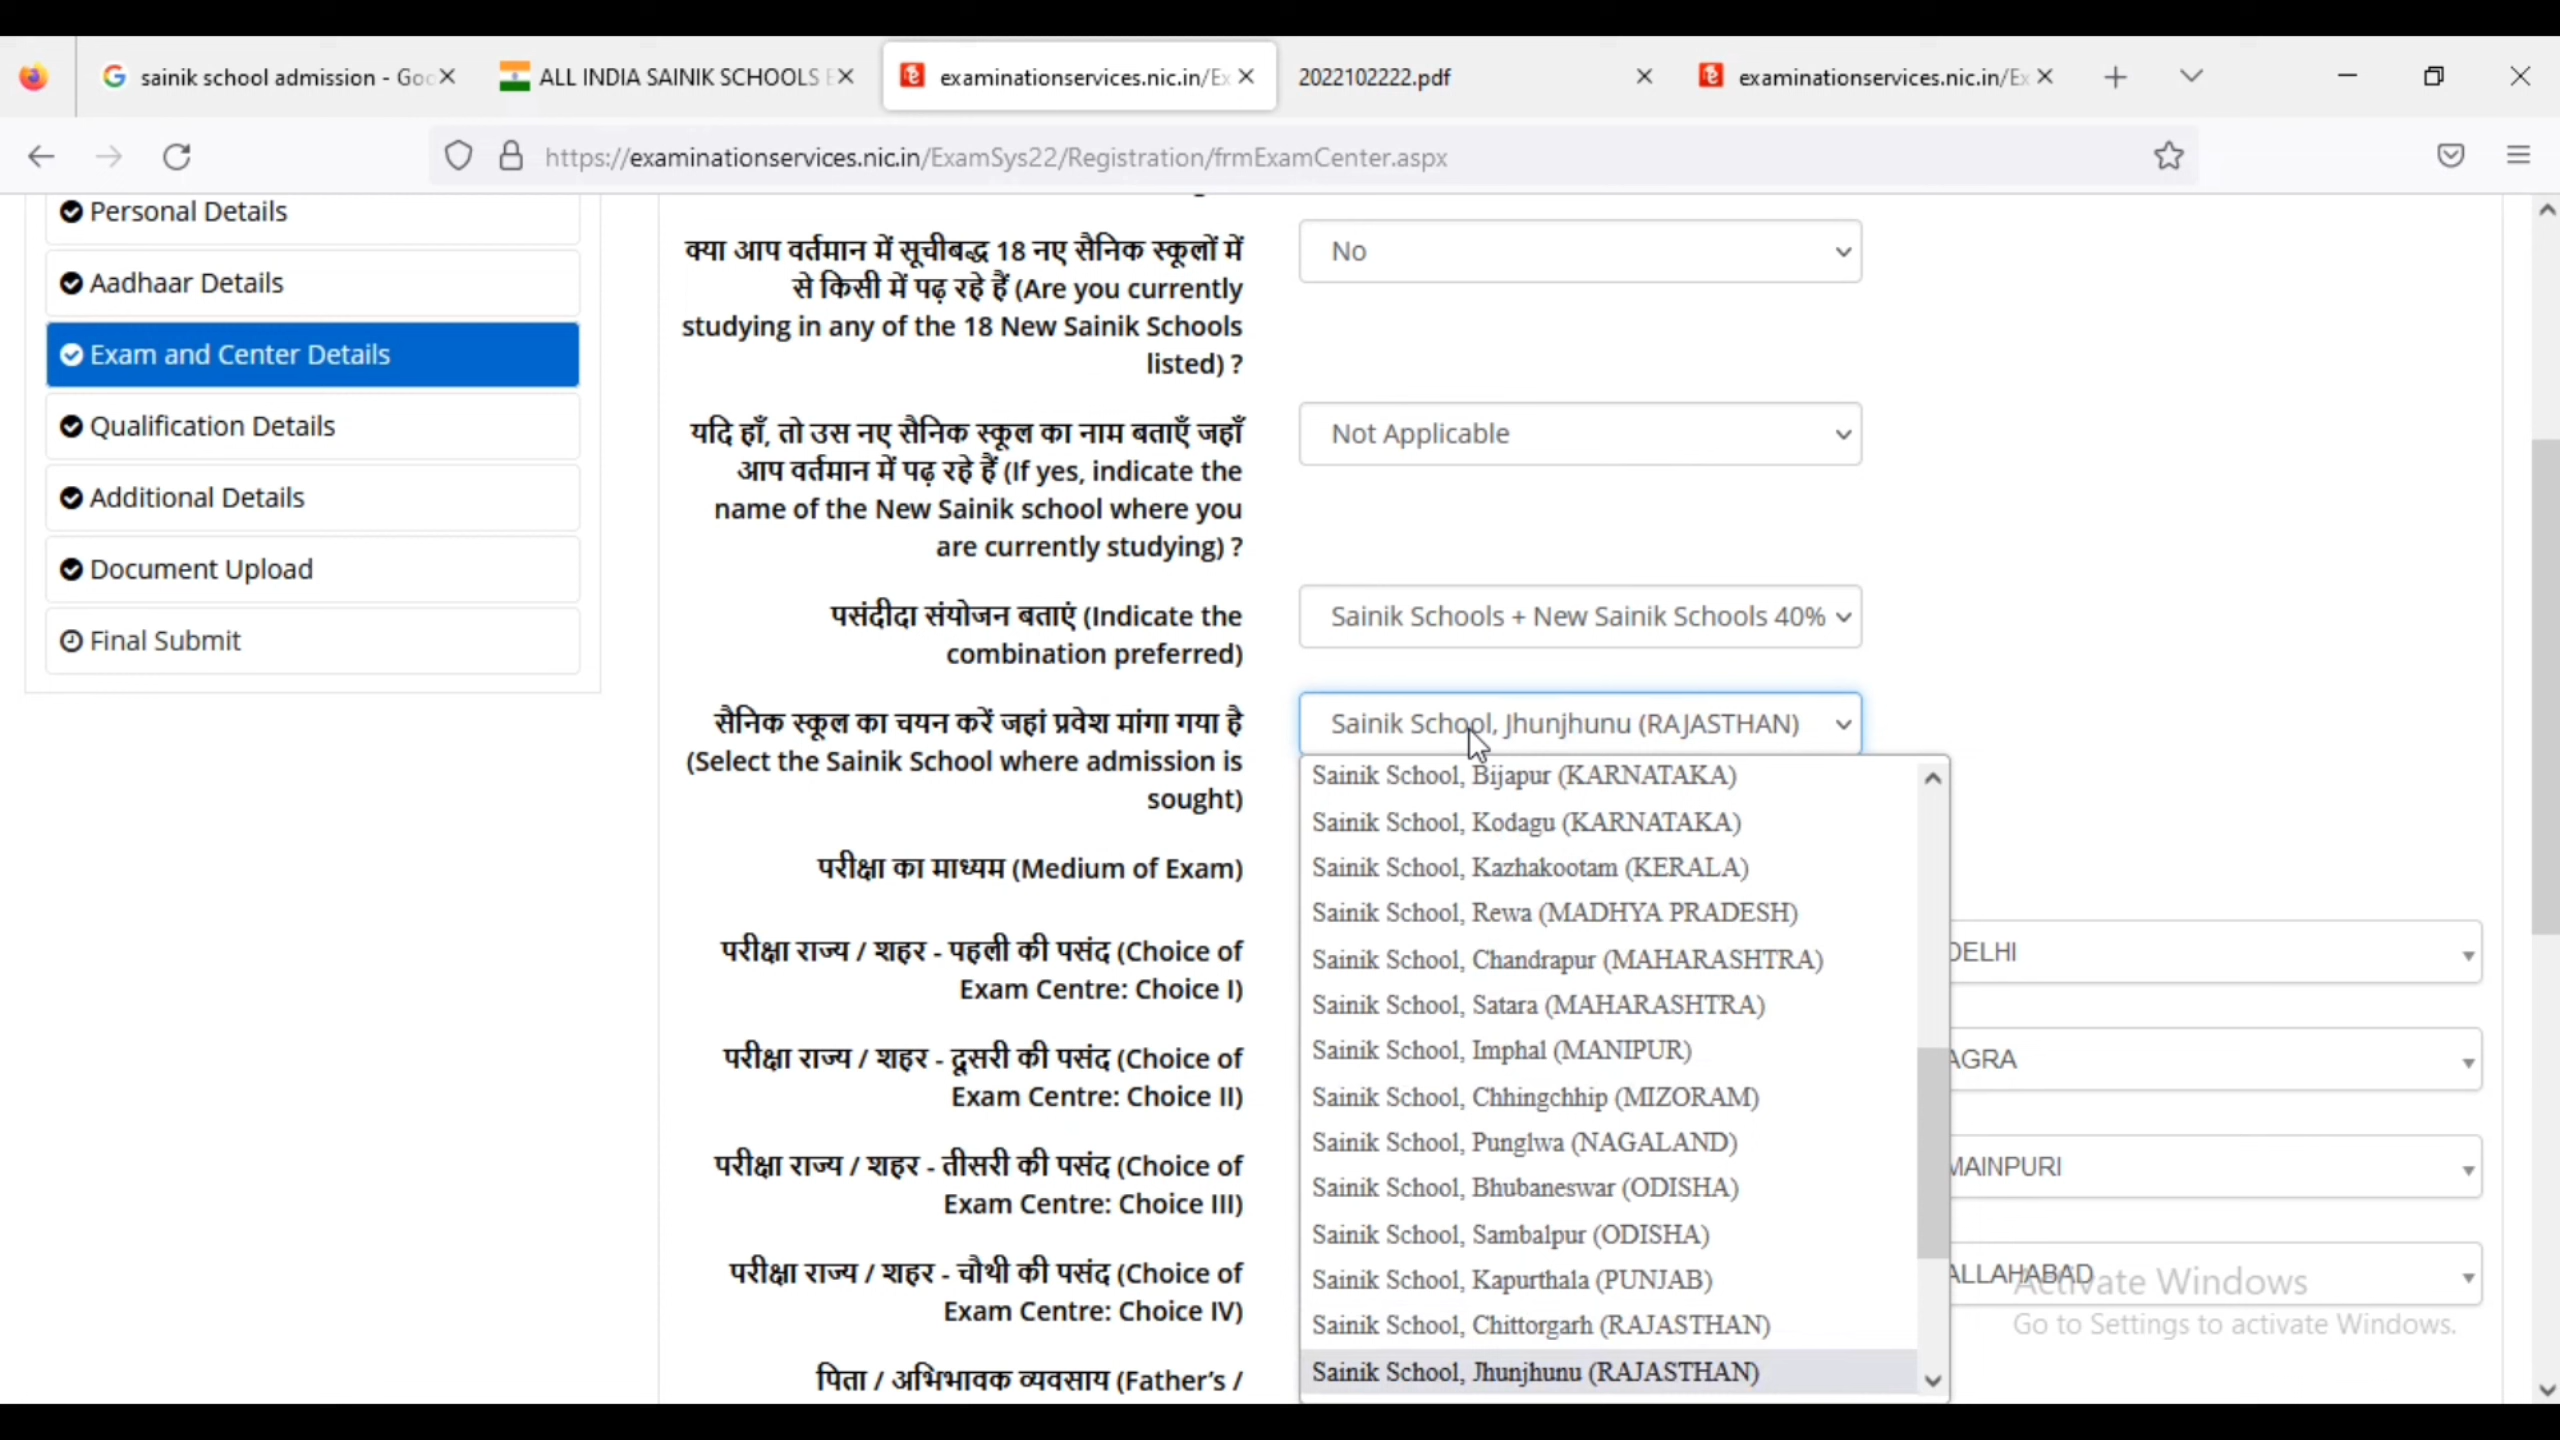 sainik school admission - Goo
ALL INDIA SAINIK SCHOOLS E
examinationservices.nic.in/Ex
2022102222.pdf
examinationservices.nic.in/Ex
https://examinationservices.nic.in/ExamSys22/Registration/frmExamCenter.aspx
Personal Details
Aadhaar Details
Exam and Center Details
Qualification Details
Additional Details
Document Upload
Final Submit
क्या आप वर्तमान में सूचीबद्ध 18 नए सैनिक स्कूलों में
से किसी में पढ़ रहे हैं (Are you currently
studying in any of the 18 New Sainik Schools
listed) ?
No
यदि हाँ, तो उस नए सैनिक स्कूल का नाम बताएँ जहाँ
आप वर्तमान में पढ़ रहे हैं (If yes, indicate the
name of the New Sainik school where you
are currently studying) ?
Not Applicable
पसंदीदा संयोजन बताएं (Indicate the
combination preferred)
Sainik Schools + New Sainik Schools 40%
सैनिक स्कूल का चयन करें जहां प्रवेश मांगा गया है
(Select the Sainik School where admission is
sought)
Sainik School, Jhunjhunu (RAJASTHAN)
Sainik School, Bijapur (KARNATAKA)
Sainik School, Kodagu (KARNATAKA)
Sainik School, Kazhakootam (KERALA)
Sainik School, Rewa (MADHYA PRADESH)
Sainik School, Chandrapur (MAHARASHTRA)
Sainik School, Satara (MAHARASHTRA)
Sainik School, Imphal (MANIPUR)
Sainik School, Chhingchhip (MIZORAM)
Sainik School, Punglwa (NAGALAND)
Sainik School, Bhubaneswar (ODISHA)
Sainik School, Sambalpur (ODISHA)
Sainik School, Kapurthala (PUNJAB)
Sainik School, Chittorgarh (RAJASTHAN)
Sainik School, Jhunjhunu (RAJASTHAN)
परीक्षा का माध्यम (Medium of Exam)
परीक्षा राज्य / शहर - पहली की पसंद (Choice of
Exam Centre: Choice I)
DELHI
परीक्षा राज्य / शहर - दूसरी की पसंद (Choice of
Exam Centre: Choice II)
AGRA
परीक्षा राज्य / शहर - तीसरी की पसंद (Choice of
Exam Centre: Choice III)
MAINPURI
परीक्षा राज्य / शहर - चौथी की पसंद (Choice of
Exam Centre: Choice IV)
ALLAHABAD
पिता / अभिभावक व्यवसाय (Father's /
Activate Windows
Go to Settings to activate Windows.